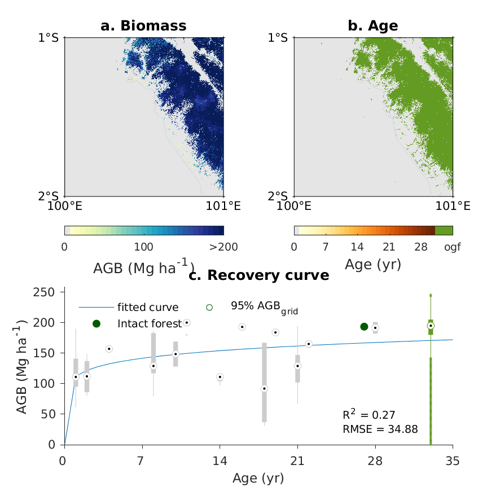 a. Biomass
b. Age
1°S
1°S
2°S
2°S
100°E
101°E
100°E
101°E
0
100
>200
0
7
14
21
28
ogf
AGB (Mg ha⁻¹)
Age (yr)
c. Recovery curve
250
200
150
100
50
0
AGB (Mg ha⁻¹)
fitted curve
95% AGB_grid
Intact forest
R² = 0.27
RMSE = 34.88
0
7
14
21
28
35
Age (yr)